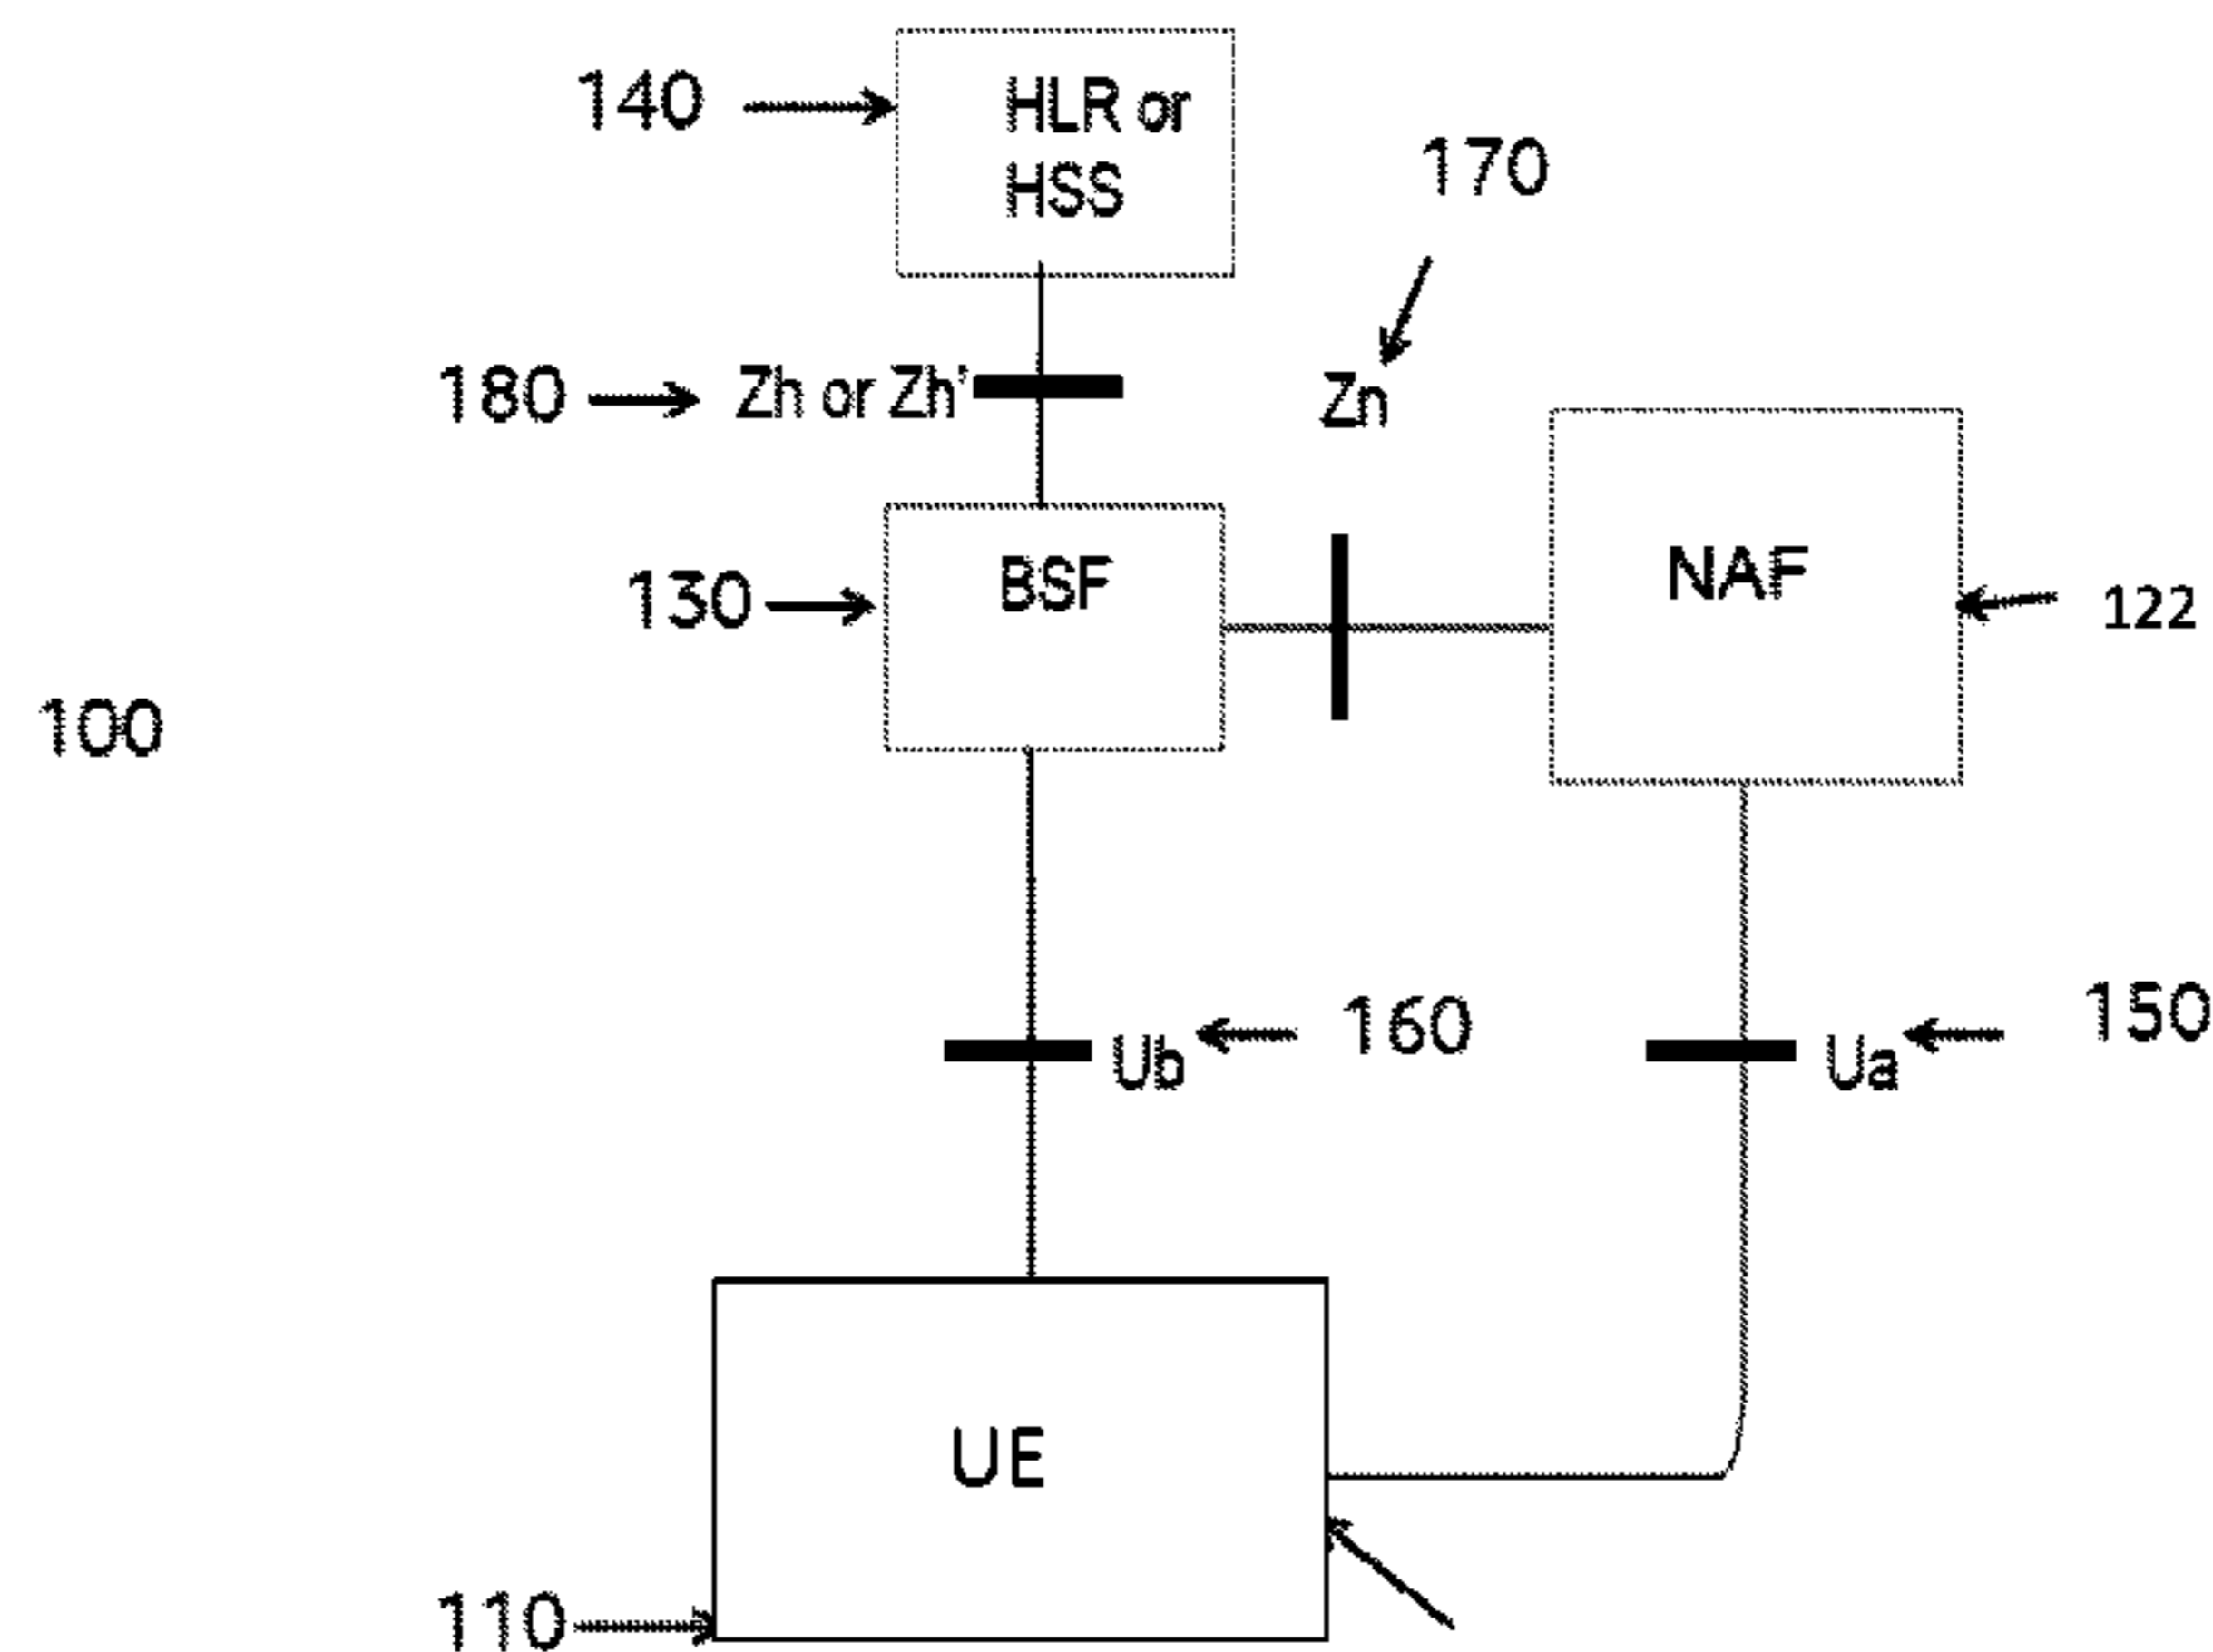 140
HLR or
HSS
170
180
Zh or Zh'
Zn
130
BSF
NAF
122
100
160
Ub
150
Ua
UE
110